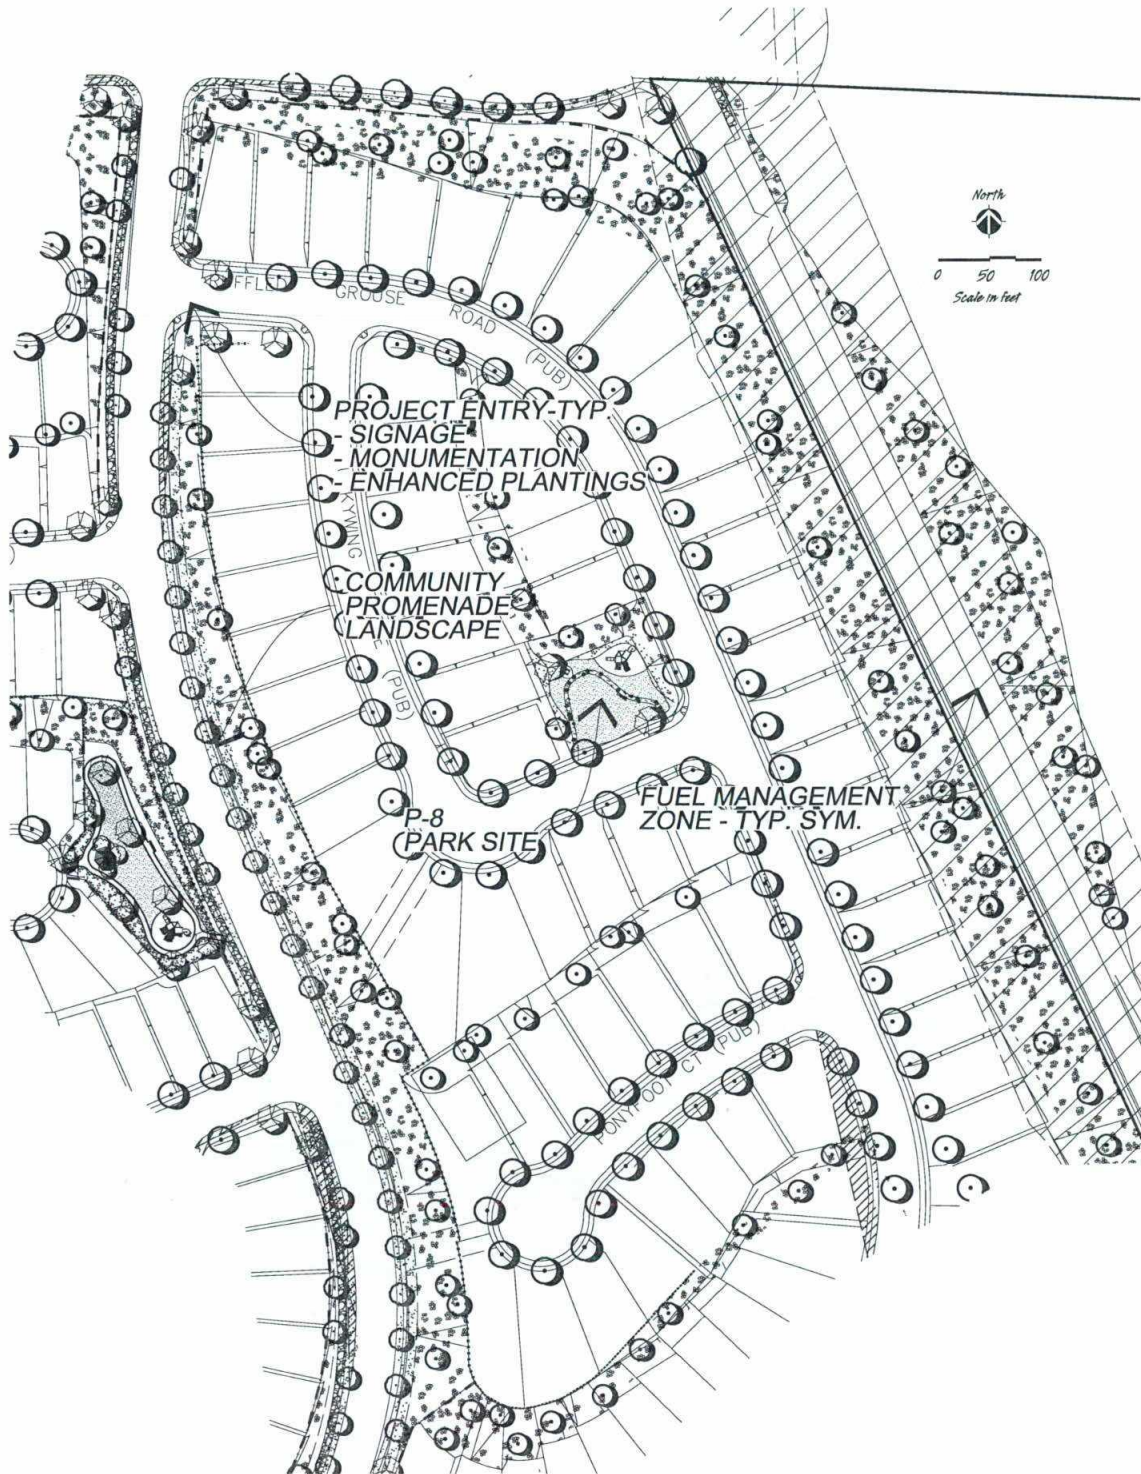 North
0 50 100
Scale in feet
GROUSE ROAD (PUB)
PROJECT ENTRY-TYP.
- SIGNAGE
- MONUMENTATION
- ENHANCED PLANTINGS
COMMUNITY
PROMENADE
LANDSCAPE
(PUB)
P-8
PARK SITE
FUEL MANAGEMENT
ZONE - TYP. SYM.
PONYFOOT CT (PUB)